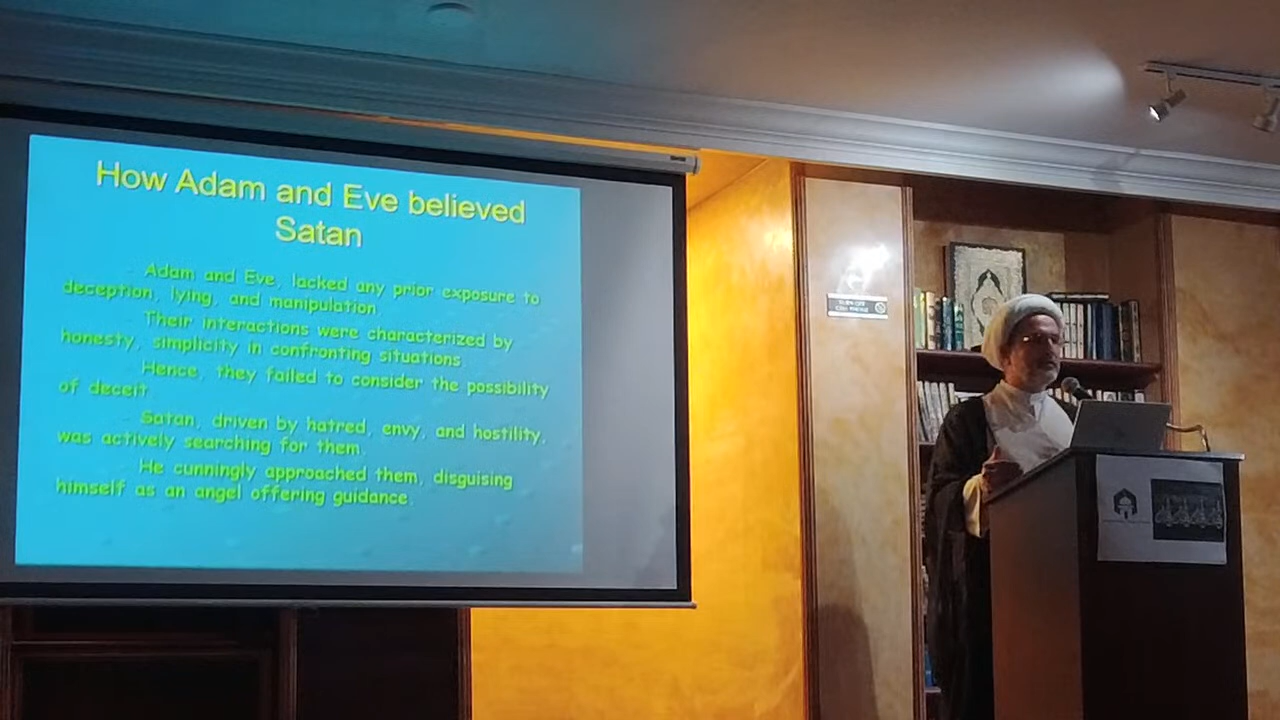 How Adam and Eve believed
Satan
Adam and Eve, lacked any prior exposure to
deception, lying, and manipulation
Their interactions were characterized by
honesty, simplicity in confronting situations
Hence, they failed to consider the possibility
of deceit
Satan, driven by hatred, envy, and hostility,
was actively searching for them.
He cunningly approached them, disguising
himself as an angel offering guidance.